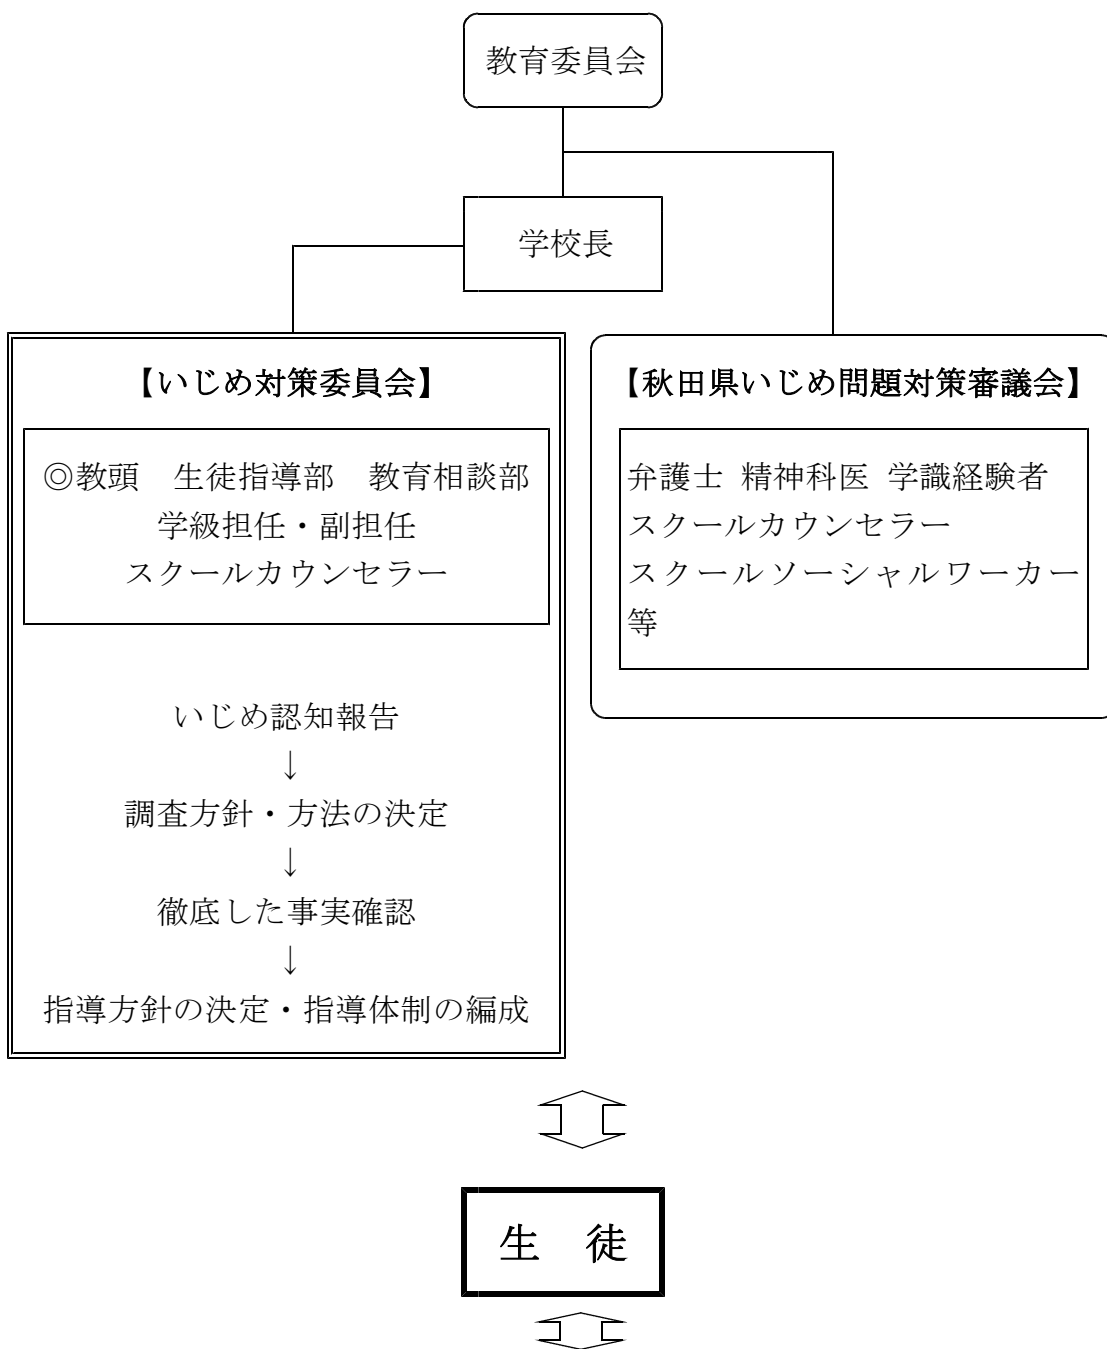 教育委員会
学校長
【いじめ対策委員会】
◎教頭　生徒指導部　教育相談部
学級担任・副担任
スクールカウンセラー
いじめ認知報告
↓
調査方針・方法の決定
↓
徹底した事実確認
↓
指導方針の決定・指導体制の編成
【秋田県いじめ問題対策審議会】
弁護士 精神科医 学識経験者
スクールカウンセラー
スクールソーシャルワーカー
等
生　徒